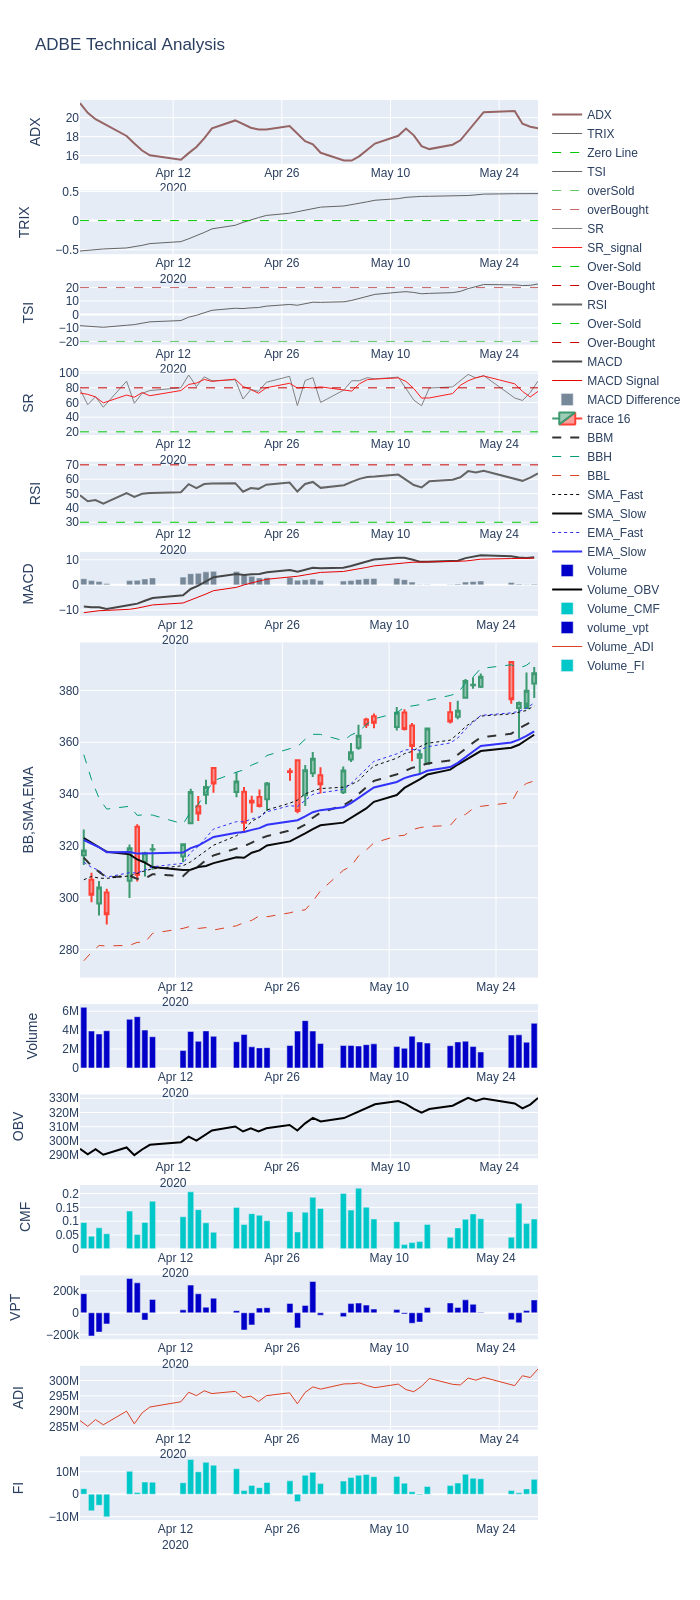 ADBE Technical Analysis
ADX
20
18
16
Apr 12
2020
Apr 26
May 10
May 24
TRIX
0.5
0
−0.5
Apr 12
2020
Apr 26
May 10
May 24
TSI
20
10
0
−10
−20
Apr 12
2020
Apr 26
May 10
May 24
SR
100
80
60
40
20
Apr 12
2020
Apr 26
May 10
May 24
RSI
70
60
50
40
30
Apr 12
2020
Apr 26
May 10
May 24
MACD
10
0
−10
Apr 12
2020
Apr 26
May 10
May 24
BB,SMA,EMA
380
360
340
320
300
280
Apr 12
2020
Apr 26
May 10
May 24
Volume
6M
4M
2M
0
Apr 12
2020
Apr 26
May 10
May 24
OBV
330M
320M
310M
300M
290M
Apr 12
2020
Apr 26
May 10
May 24
CMF
0.2
0.15
0.1
0.05
0
Apr 12
2020
Apr 26
May 10
May 24
VPT
200k
0
−200k
Apr 12
2020
Apr 26
May 10
May 24
ADI
300M
295M
290M
285M
Apr 12
2020
Apr 26
May 10
May 24
FI
10M
0
−10M
Apr 12
2020
Apr 26
May 10
May 24
ADX
TRIX
Zero Line
TSI
overSold
overBought
SR
SR_signal
Over-Sold
Over-Bought
RSI
Over-Sold
Over-Bought
MACD
MACD Signal
MACD Difference
trace 16
BBM
BBH
BBL
SMA_Fast
SMA_Slow
EMA_Fast
EMA_Slow
Volume
Volume_OBV
Volume_CMF
volume_vpt
Volume_ADI
Volume_FI